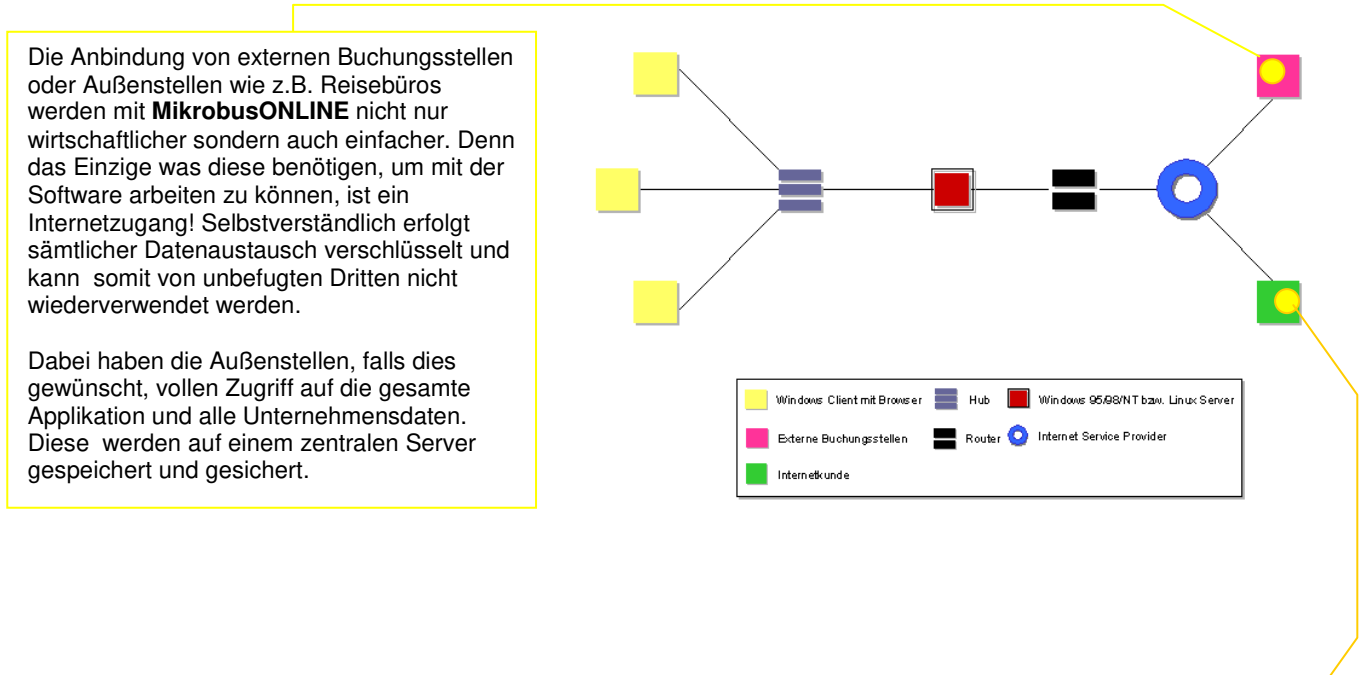 Die Anbindung von externen Buchungsstellen
oder Außenstellen wie z.B. Reisebüros
werden mit MikrobusONLINE nicht nur
wirtschaftlicher sondern auch einfacher. Denn
das Einzige was diese benötigen, um mit der
Software arbeiten zu können, ist ein
Internetzugang! Selbstverständlich erfolgt
sämtlicher Datenaustausch verschlüsselt und
kann somit von unbefugten Dritten nicht
wiederverwendet werden.
Dabei haben die Außenstellen, falls dies
gewünscht, vollen Zugriff auf die gesamte
Applikation und alle Unternehmensdaten.
Diese werden auf einem zentralen Server
gespeichert und gesichert.
Windows Client mit Browser Hub Windows 95/98/NT bzw. Linux Server
Externe Buchungsstellen Router Internet Service Provider
Internetkunde